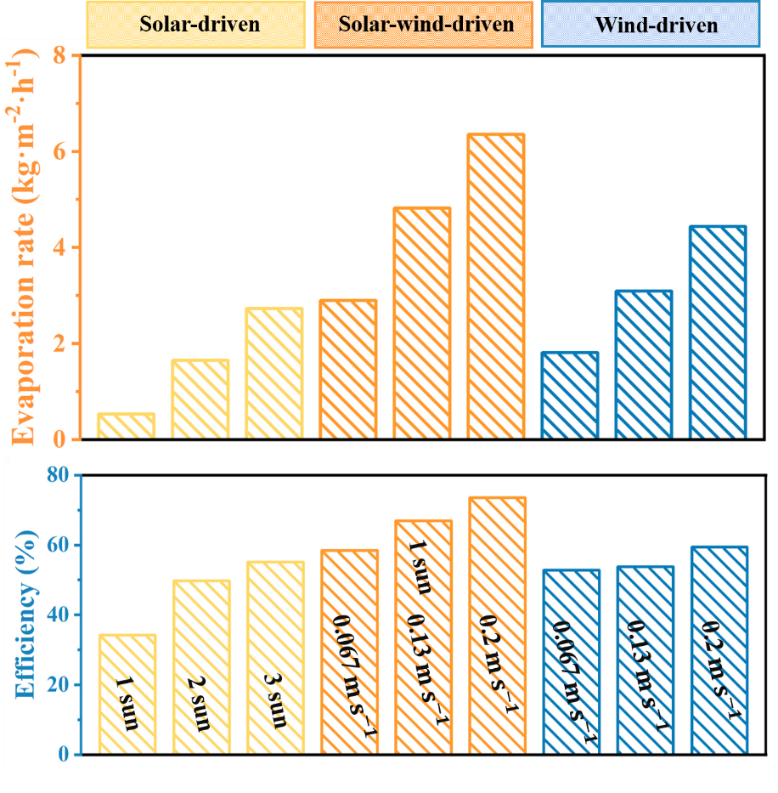 Solar-driven
Solar-wind-driven
Wind-driven
Evaporation rate (kg·m⁻²·h⁻¹)
8
6
4
2
0
Efficiency (%)
80
60
40
20
0
1 sun
2 sun
3 sun
1 sun
0.067 m s⁻¹
0.13 m s⁻¹
0.2 m s⁻¹
0.067 m s⁻¹
0.13 m s⁻¹
0.2 m s⁻¹